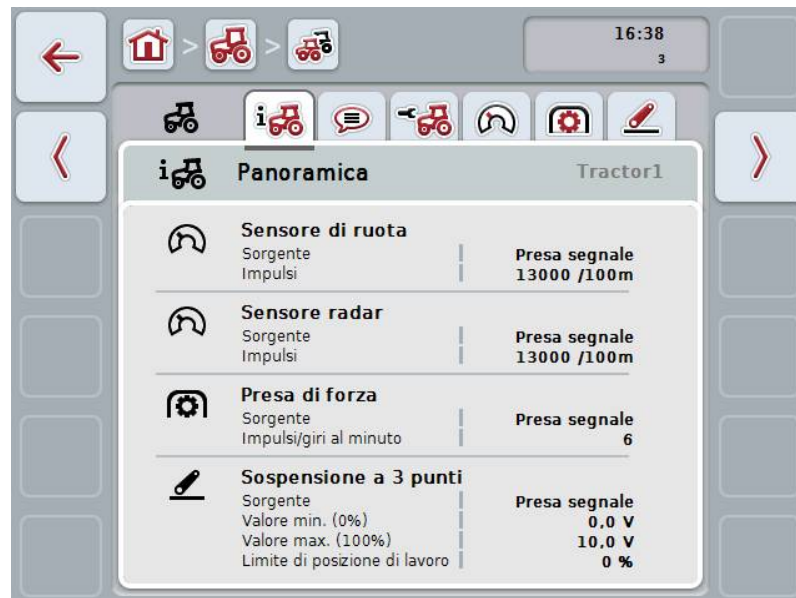 > >
16:38
3
i
i Panoramica Tractor1
Sensore di ruota
Sorgente Presa segnale
Impulsi 13000 /100m
Sensore radar
Sorgente Presa segnale
Impulsi 13000 /100m
Presa di forza
Sorgente Presa segnale
Impulsi/giri al minuto 6
Sospensione a 3 punti
Sorgente Presa segnale
Valore min. (0%) 0,0 V
Valore max. (100%) 10,0 V
Limite di posizione di lavoro 0 %